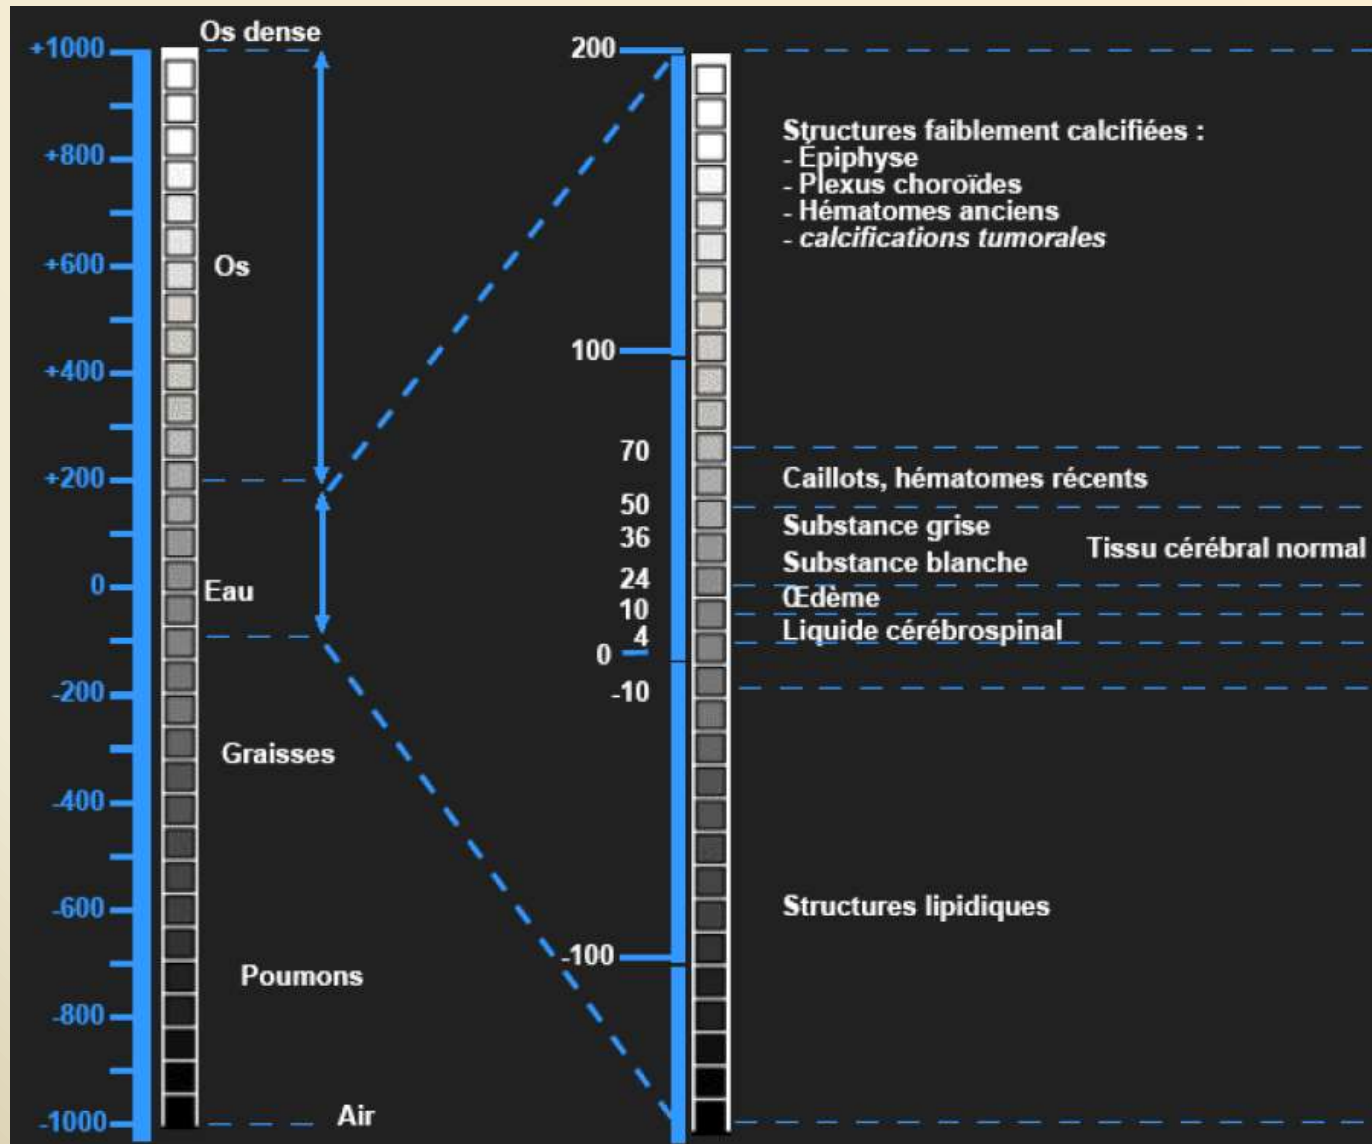 Os dense
+1000
+800
+600
+400
+200
0
-200
-400
-600
-800
-1000
Os
Eau
Graisses
Poumons
Air
200
100
70
50
36
24
10
4
0
-10
-100
Structures faiblement calcifiées :
- Épiphyse
- Plexus choroïdes
- Hématomes anciens
- calcifications tumorales
Caillots, hématomes récents
Substance grise
Tissu cérébral normal
Substance blanche
Œdème
Liquide cérébrospinal
Structures lipidiques